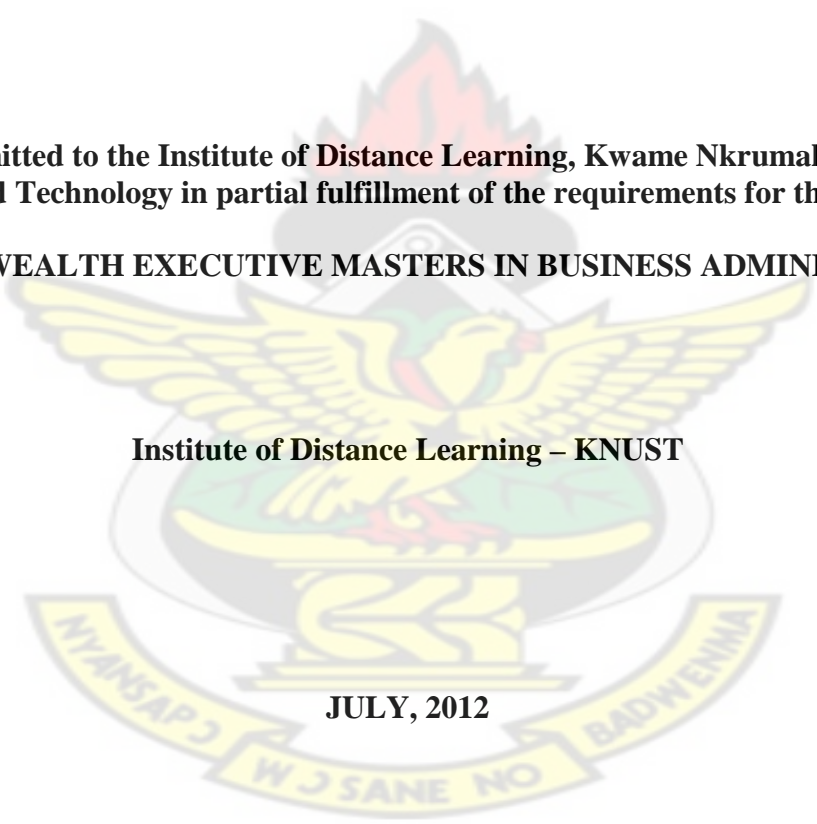 itted to the Institute of Distance Learning, Kwame Nkrumah
d Technology in partial fulfillment of the requirements for th
WEALTH EXECUTIVE MASTERS IN BUSINESS ADMINI
Institute of Distance Learning – KNUST
JULY, 2012
NYANSAPƆ
WƆSANE NO
BADWENMA